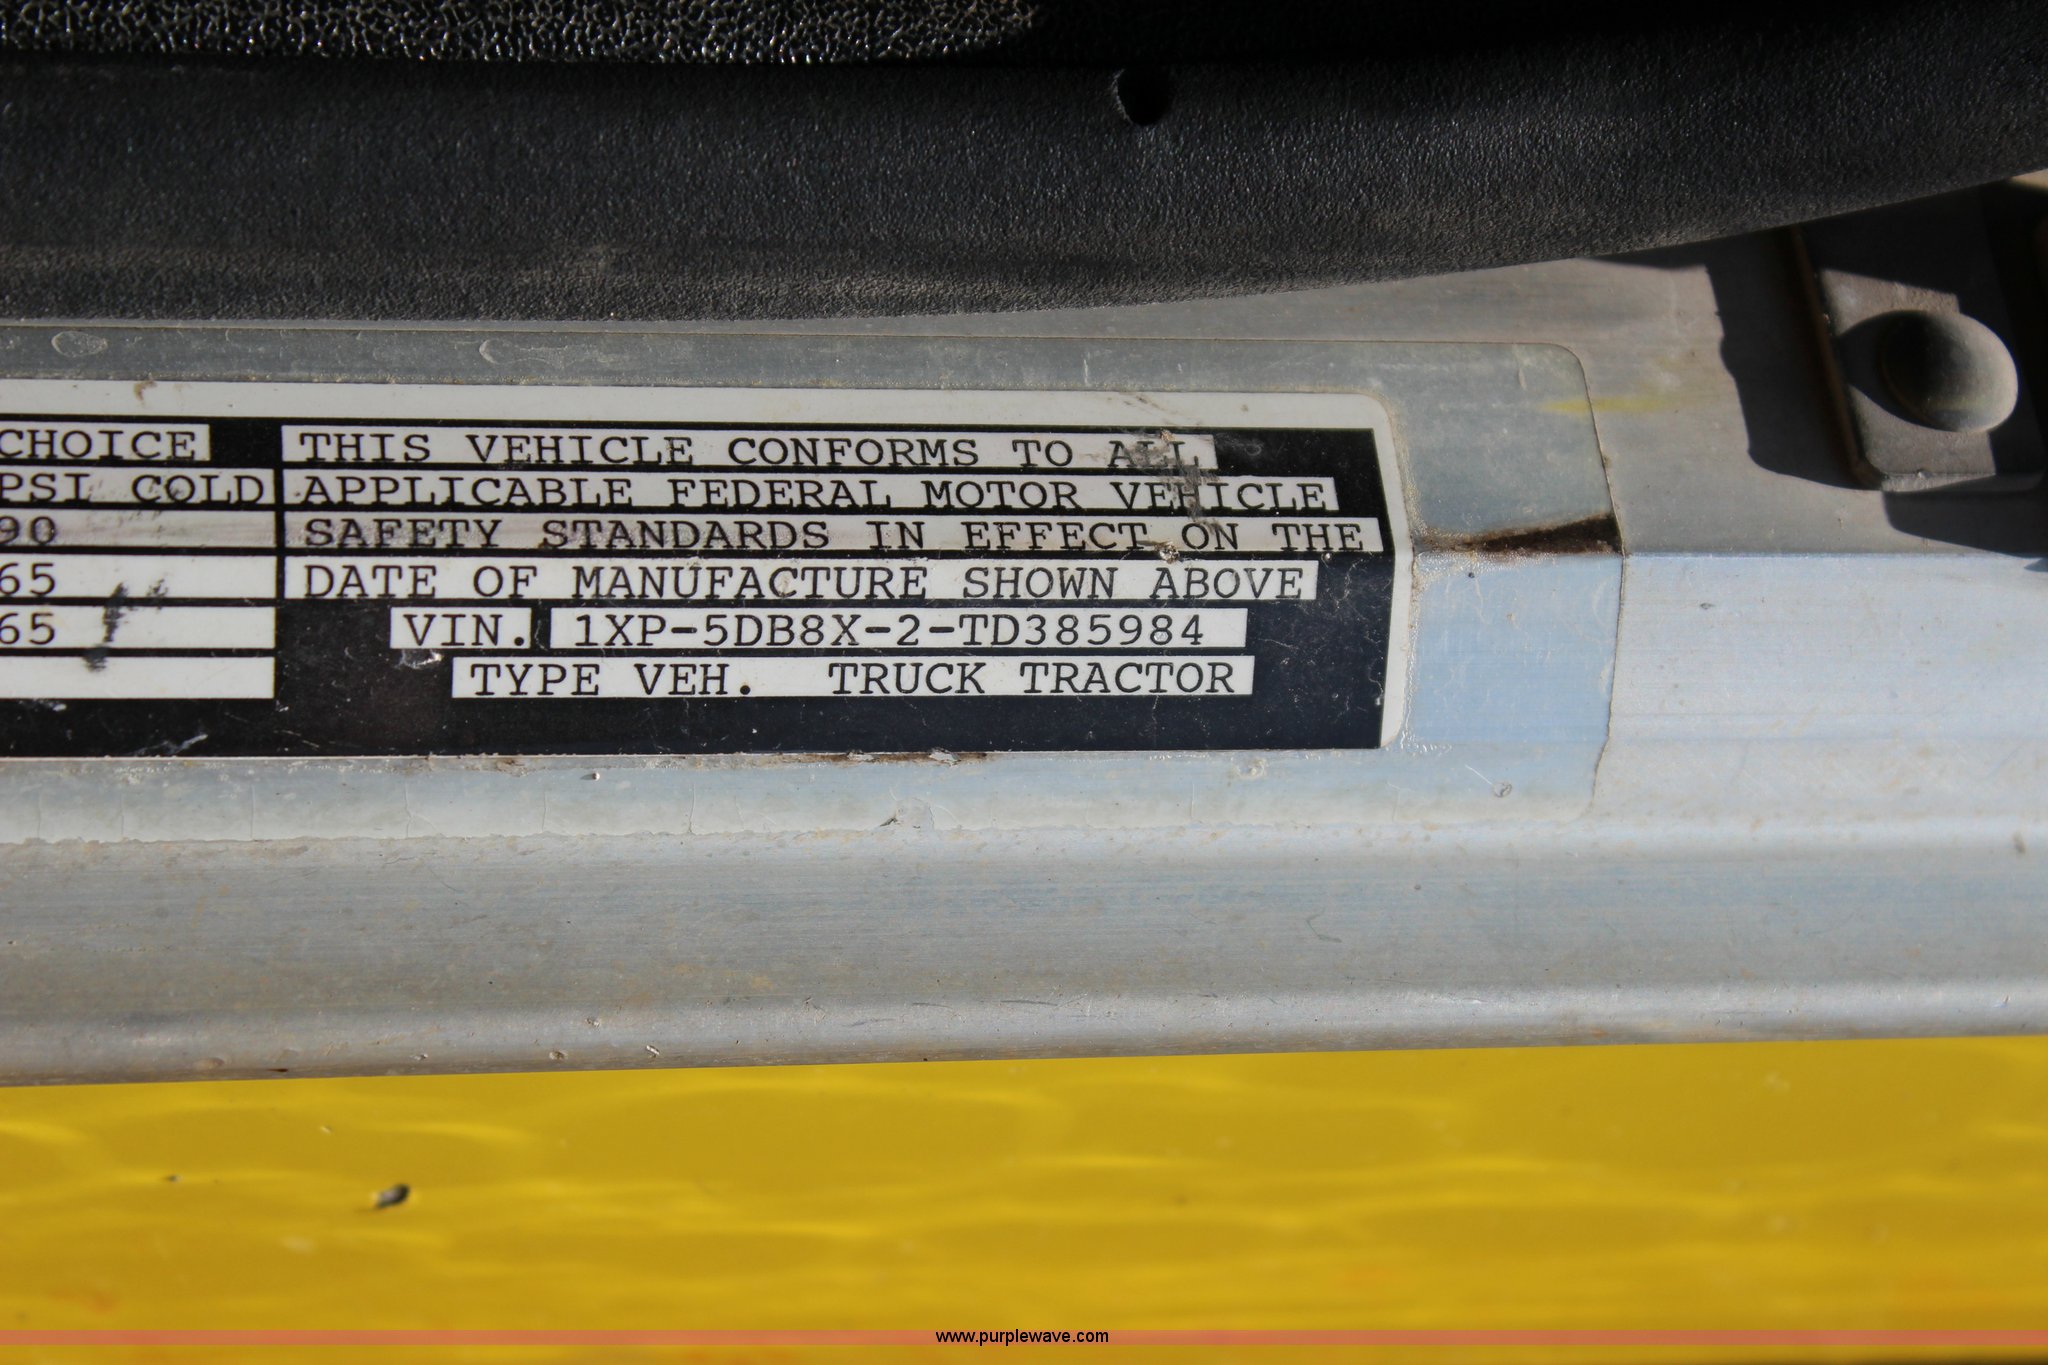 CHOICE
PSI COLD
90
65
65
THIS VEHICLE CONFORMS TO ALL
APPLICABLE FEDERAL MOTOR VEHICLE
SAFETY STANDARDS IN EFFECT ON THE
DATE OF MANUFACTURE SHOWN ABOVE
VIN. 1XP-5DB8X-2-TD385984
TYPE VEH. TRUCK TRACTOR
www.purplewave.com